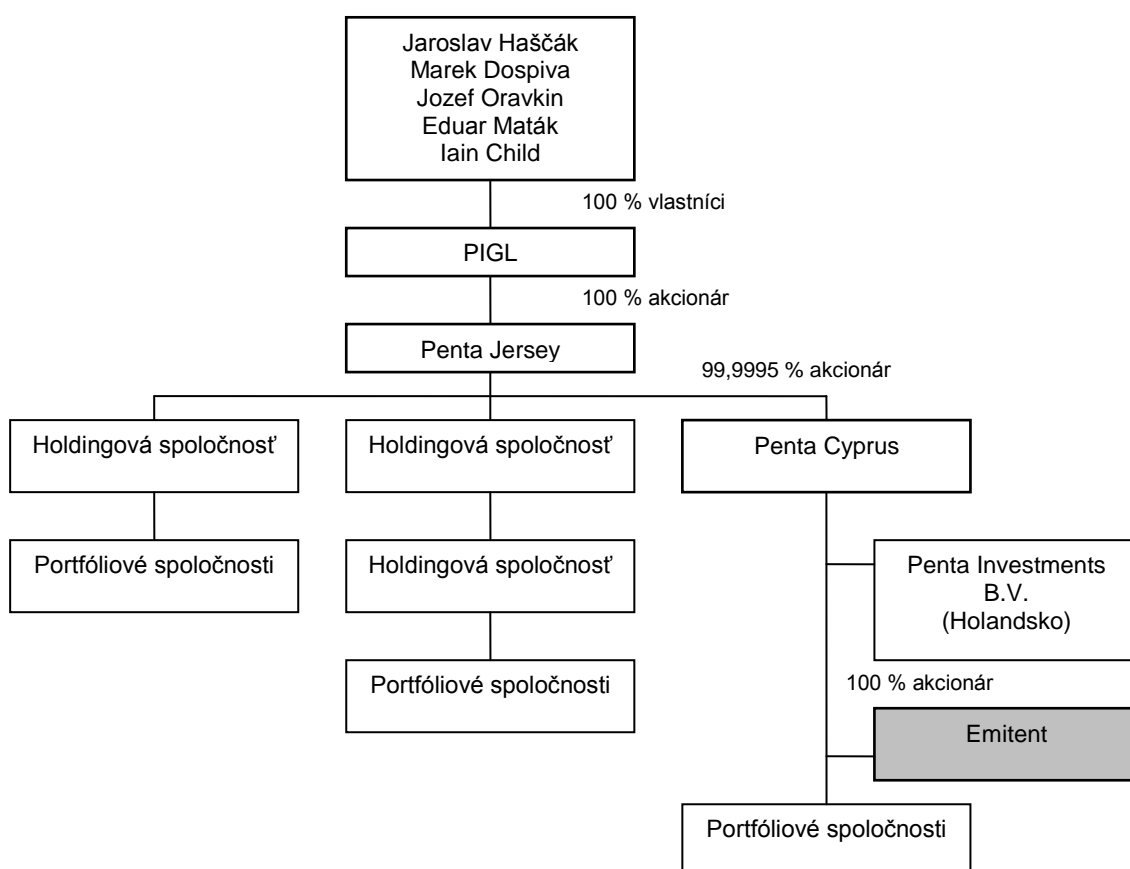 Jaroslav Haščák
Marek Dospiva
Jozef Oravkin
Eduar Maták
Iain Child
100 % vlastníci
PIGL
100 % akcionár
Penta Jersey
99,9995 % akcionár
Holdingová spoločnosť
Holdingová spoločnosť
Penta Cyprus
Portfóliové spoločnosti
Holdingová spoločnosť
Penta Investments
B.V.
(Holandsko)
Portfóliové spoločnosti
100 % akcionár
Emitent
Portfóliové spoločnosti